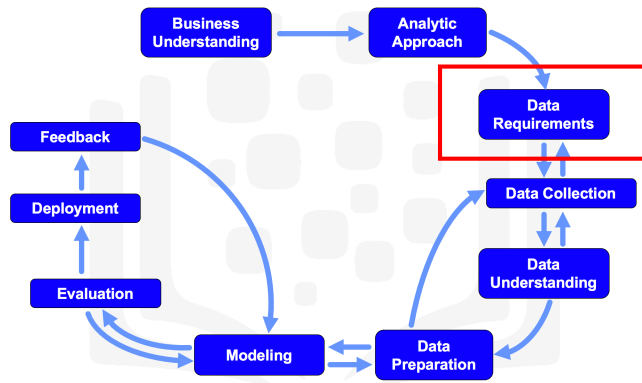 Business
Understanding
Analytic
Approach
Data
Requirements
Feedback
Data Collection
Deployment
Data
Understanding
Evaluation
Modeling
Data
Preparation